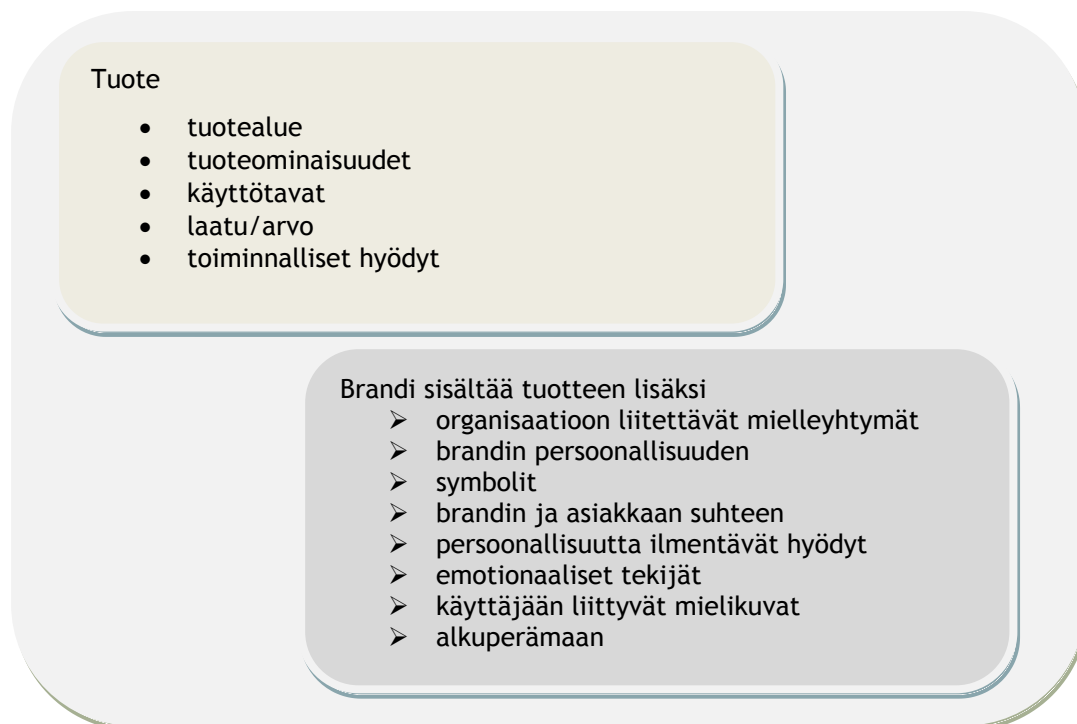 Tuote
• tuotealue
• tuoteominaisuudet
• käyttötavat
• laatu/arvo
• toiminnalliset hyödyt
Brandi sisältää tuotteen lisäksi
➢ organisaatioon liitettävät mielleyhtymät
➢ brandin persoonallisuuden
➢ symbolit
➢ brandin ja asiakkaan suhteen
➢ persoonallisuutta ilmentävät hyödyt
➢ emotionaaliset tekijät
➢ käyttäjään liittyvät mielikuvat
➢ alkuperämaan